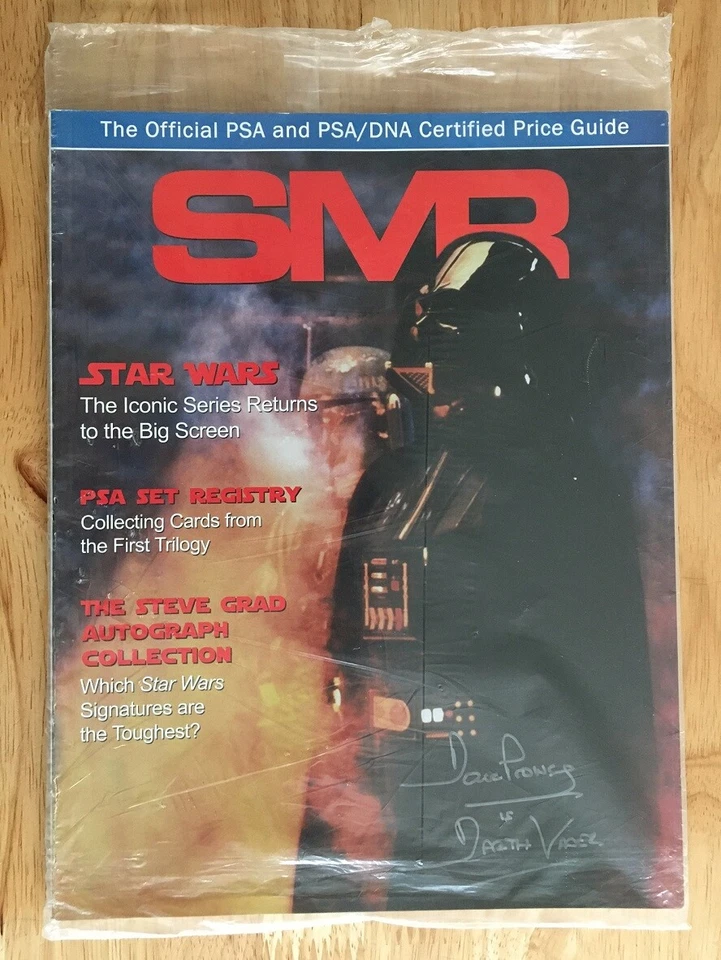 The Official PSA and PSA/DNA Certified Price Guide
SMR
STAR WARS
The Iconic Series Returns
to the Big Screen
PSA SET REGISTRY
Collecting Cards from
the First Trilogy
THE STEVE GRAD
AUTOGRAPH
COLLECTION
Which Star Wars
Signatures are
the Toughest?
Dave Prowse
is
DARTH VADER